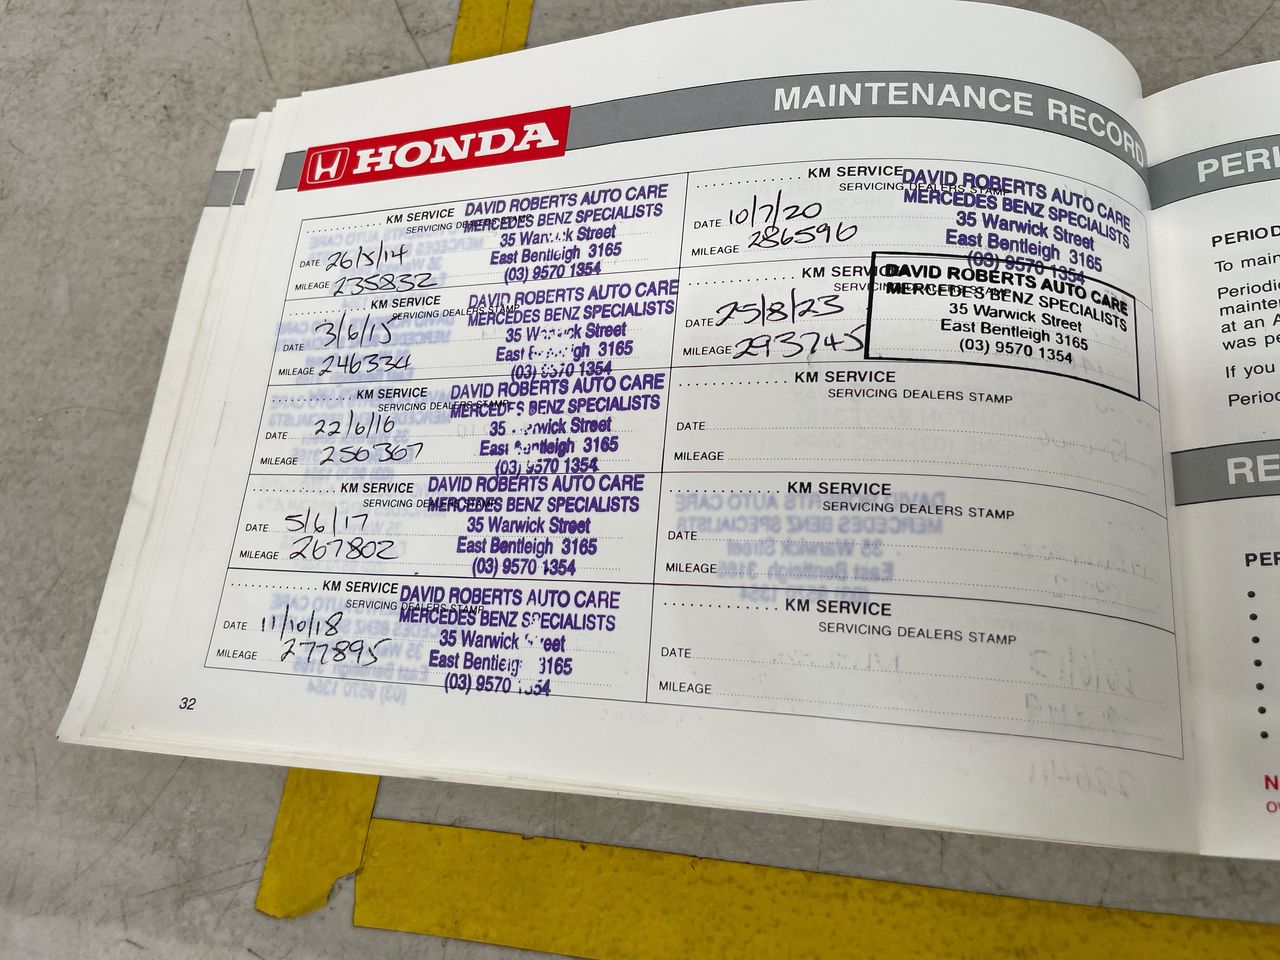 HONDA
MAINTENANCE RECORD
KM SERVICE
SERVICING DEALERS STAMP
DAVID ROBERTS AUTO CARE
MERCEDES BENZ SPECIALISTS
35 Warwick Street
East Bentleigh 3165
(03) 9570 1354
DATE 26/5/14
MILEAGE 235832
KM SERVICE
SERVICING DEALERS STAMP
DAVID ROBERTS AUTO CARE
MERCEDES BENZ SPECIALISTS
35 Warwick Street
East Bentleigh 3165
(03) 9570 1354
DATE 3/6/15
MILEAGE 246334
KM SERVICE
SERVICING DEALERS STAMP
DAVID ROBERTS AUTO CARE
MERCEDES BENZ SPECIALISTS
35 Warwick Street
East Bentleigh 3165
(03) 9570 1354
DATE 22/6/16
MILEAGE 256367
KM SERVICE
SERVICING DEALERS STAMP
DAVID ROBERTS AUTO CARE
MERCEDES BENZ SPECIALISTS
35 Warwick Street
East Bentleigh 3165
(03) 9570 1354
DATE 5/6/17
MILEAGE 267802
KM SERVICE
SERVICING DEALERS STAMP
DAVID ROBERTS AUTO CARE
MERCEDES BENZ SPECIALISTS
35 Warwick Street
East Bentleigh 3165
(03) 9570 1354
DATE 11/10/18
MILEAGE 277895
32
KM SERVICE
SERVICING DEALERS STAMP
DAVID ROBERTS AUTO CARE
MERCEDES BENZ SPECIALISTS
35 Warwick Street
East Bentleigh 3165
(03) 9570 1354
DATE 10/7/20
MILEAGE 286596
KM SERVICE
SERVICING DEALERS STAMP
DAVID ROBERTS AUTO CARE
MERCEDES BENZ SPECIALISTS
35 Warwick Street
East Bentleigh 3165
(03) 9570 1354
DATE 25/8/23
MILEAGE 293745
KM SERVICE
SERVICING DEALERS STAMP
DATE
MILEAGE
KM SERVICE
SERVICING DEALERS STAMP
DATE
MILEAGE
KM SERVICE
SERVICING DEALERS STAMP
DATE
MILEAGE
PERI
PERIOD
To main
Periodi
mainte
at an A
was pe
If you
Period
RE
PER